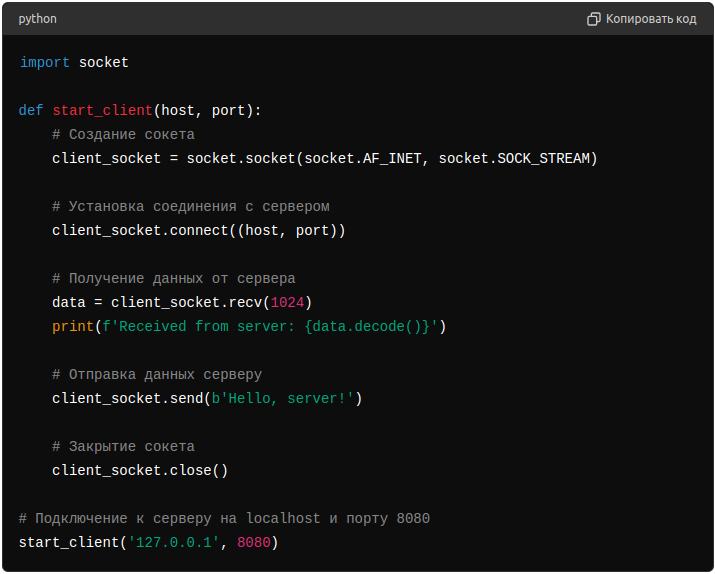 python
Копировать код
import socket
def start_client(host, port):
# Создание сокета
client_socket = socket.socket(socket.AF_INET, socket.SOCK_STREAM)
# Установка соединения с сервером
client_socket.connect((host, port))
# Получение данных от сервера
data = client_socket.recv(1024)
print(f'Received from server: {data.decode()}')
# Отправка данных серверу
client_socket.send(b'Hello, server!')
# Закрытие сокета
client_socket.close()
# Подключение к серверу на localhost и порту 8080
start_client('127.0.0.1', 8080)